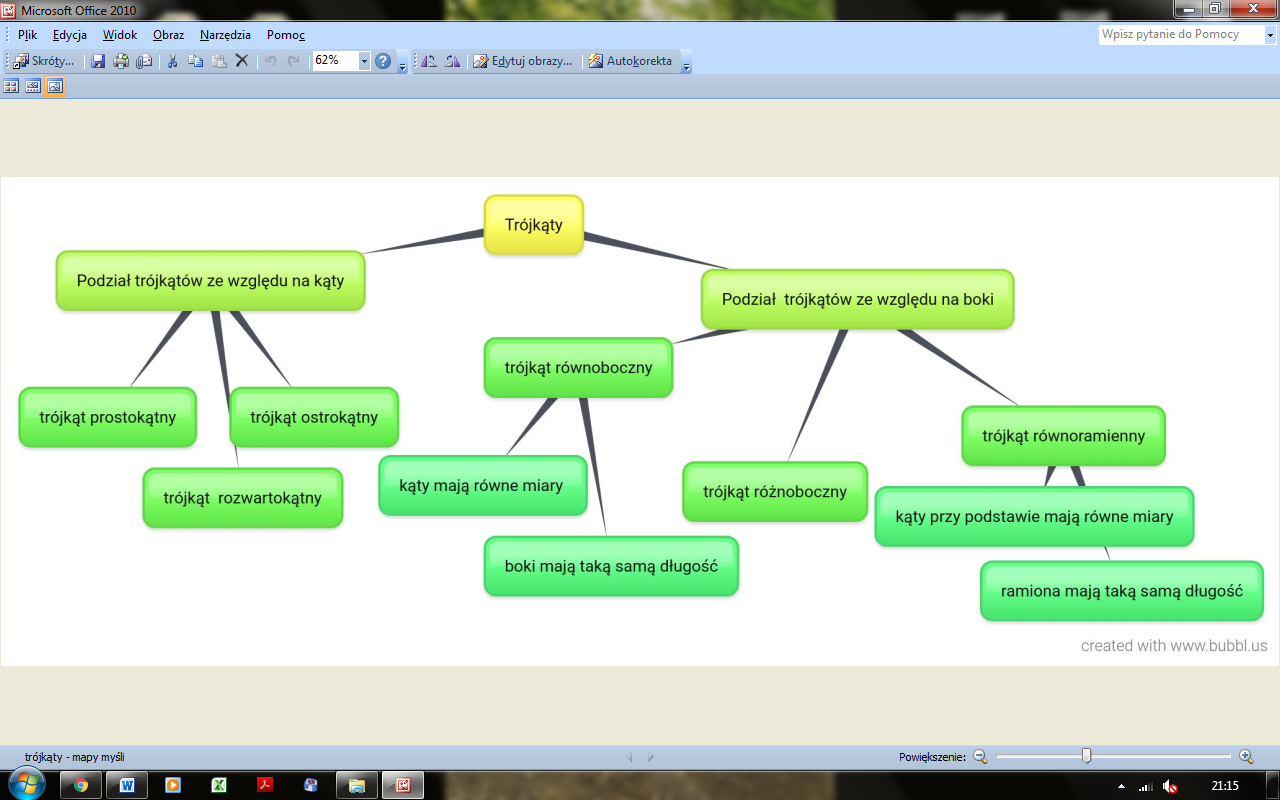 Microsoft Office 2010
Plik Edycja Widok Obraz Narzędzia Pomoc
Wpisz pytanie do Pomocy
Skróty... 62% Edytuj obrazy... Autokorekta
Trójkąty
Podział trójkątów ze względu na kąty
Podział trójkątów ze względu na boki
trójkąt równoboczny
trójkąt prostokątny
trójkąt ostrokątny
trójkąt równoramienny
trójkąt rozwartokątny
kąty mają równe miary
trójkąt różnoboczny
kąty przy podstawie mają równe miary
boki mają taką samą długość
ramiona mają taką samą długość
created with www.bubbl.us
trójkąty - mapy myśli
Powiększenie:
21:15